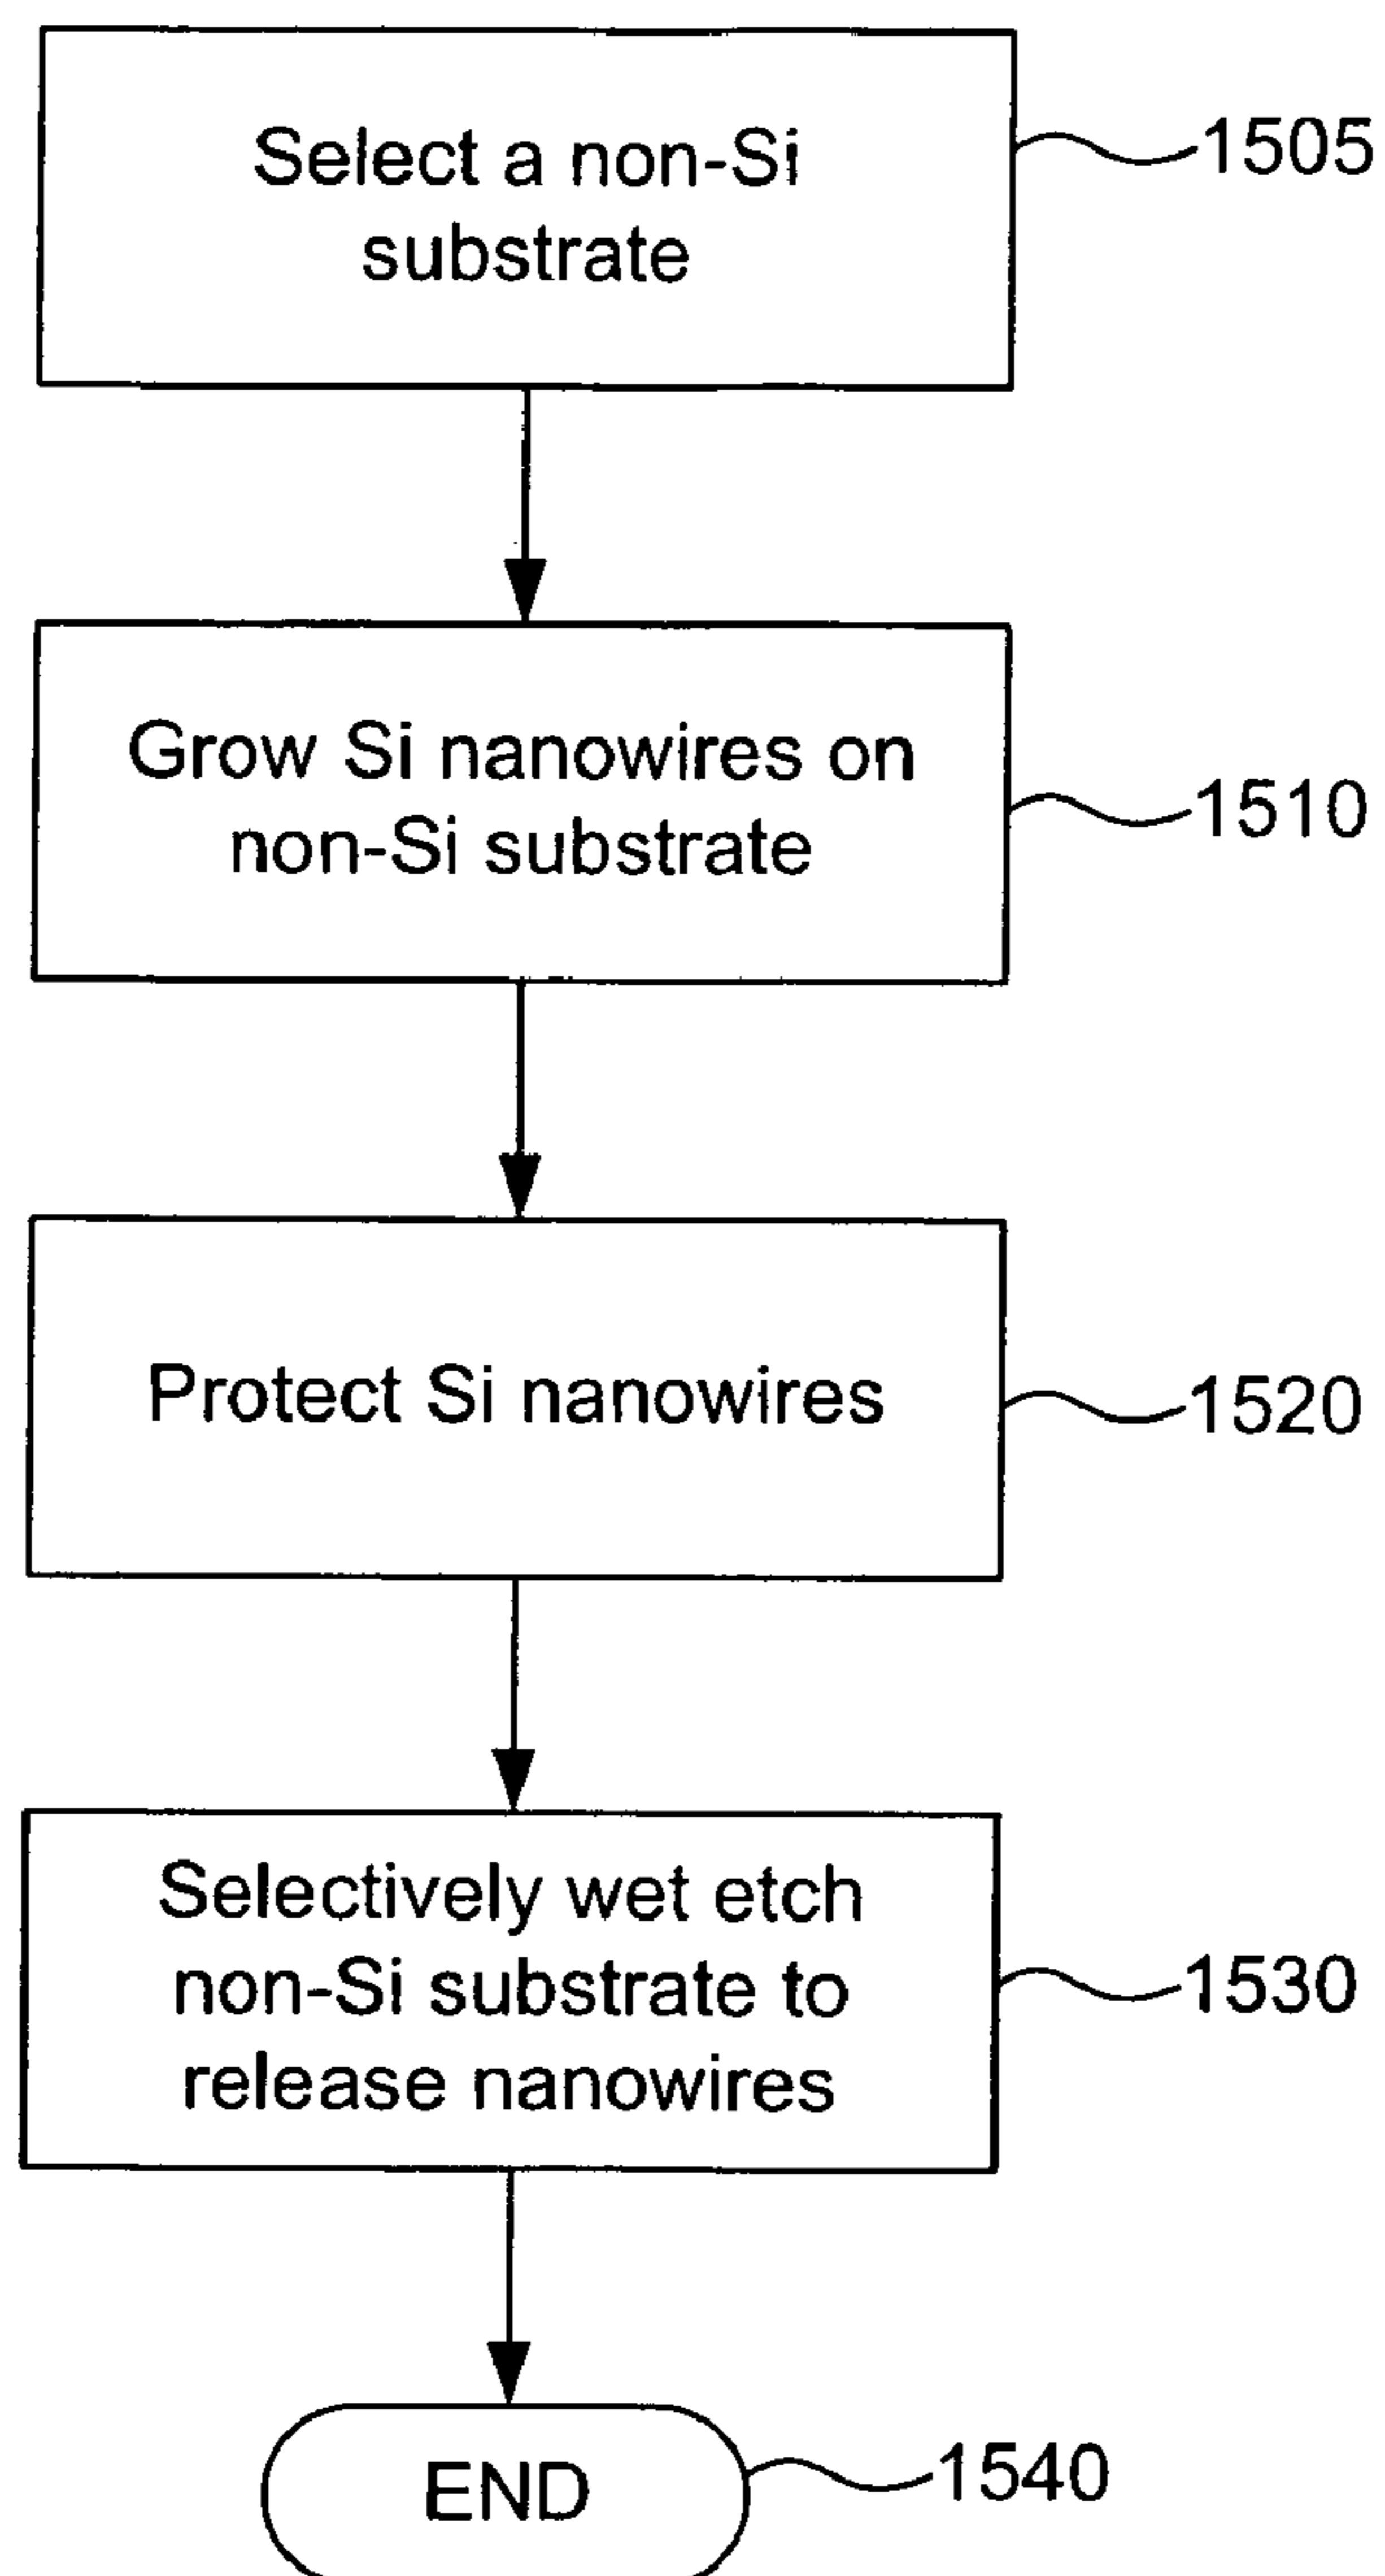 Select a non-Si
substrate
1505
Grow Si nanowires on
non-Si substrate
1510
Protect Si nanowires
1520
Selectively wet etch
non-Si substrate to
release nanowires
1530
END
1540